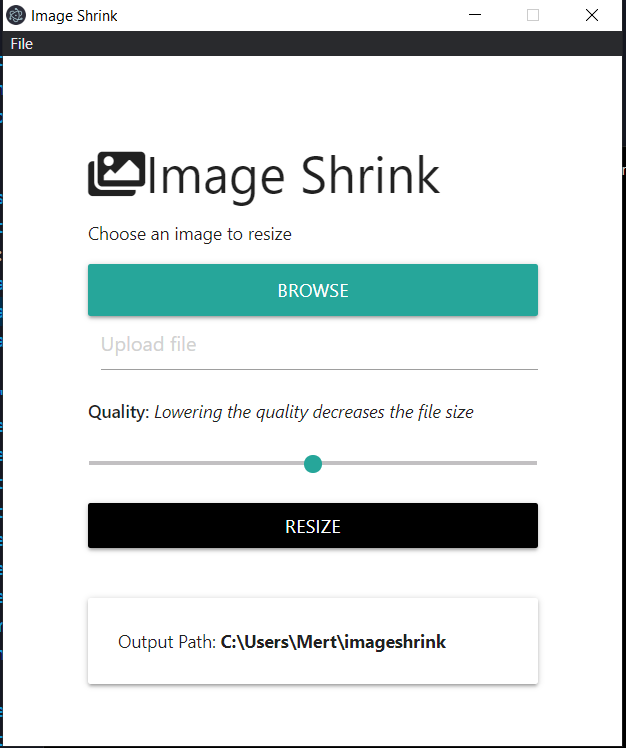 Image Shrink
File
Image Shrink
Choose an image to resize
BROWSE
Upload file
Quality: Lowering the quality decreases the file size
RESIZE
Output Path: C:\Users\Mert\imageshrink